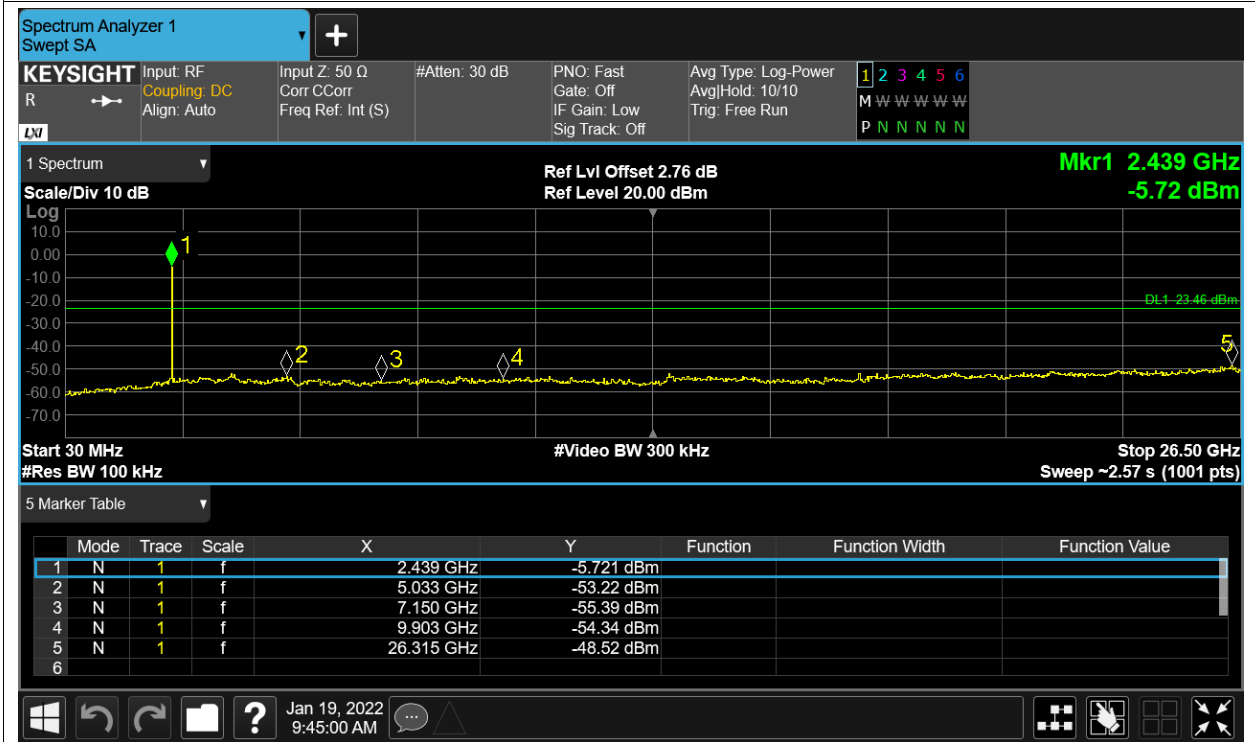 Spectrum Analyzer 1
Swept SA
+
KEYSIGHT
R
LXI
Input: RF
Coupling: DC
Align: Auto
Input Z: 50 Ω
Corr CCorr
Freq Ref: Int (S)
#Atten: 30 dB
PNO: Fast
Gate: Off
IF Gain: Low
Sig Track: Off
Avg Type: Log-Power
Avg|Hold: 10/10
Trig: Free Run
1 2 3 4 5 6
M W W W W W
P N N N N N
1 Spectrum
Scale/Div 10 dB
Ref Lvl Offset 2.76 dB
Ref Level 20.00 dBm
Mkr1 2.439 GHz
-5.72 dBm
Log
10.0
0.00
-10.0
-20.0
-30.0
-40.0
-50.0
-60.0
-70.0
1
2
3
4
5
DL1 -23.46 dBm
Start 30 MHz
#Res BW 100 kHz
#Video BW 300 kHz
Stop 26.50 GHz
Sweep ~2.57 s (1001 pts)
5 Marker Table
Mode Trace Scale X Y Function Function Width Function Value
1 N 1 f 2.439 GHz -5.721 dBm
2 N 1 f 5.033 GHz -53.22 dBm
3 N 1 f 7.150 GHz -55.39 dBm
4 N 1 f 9.903 GHz -54.34 dBm
5 N 1 f 26.315 GHz -48.52 dBm
6
?
Jan 19, 2022
9:45:00 AM